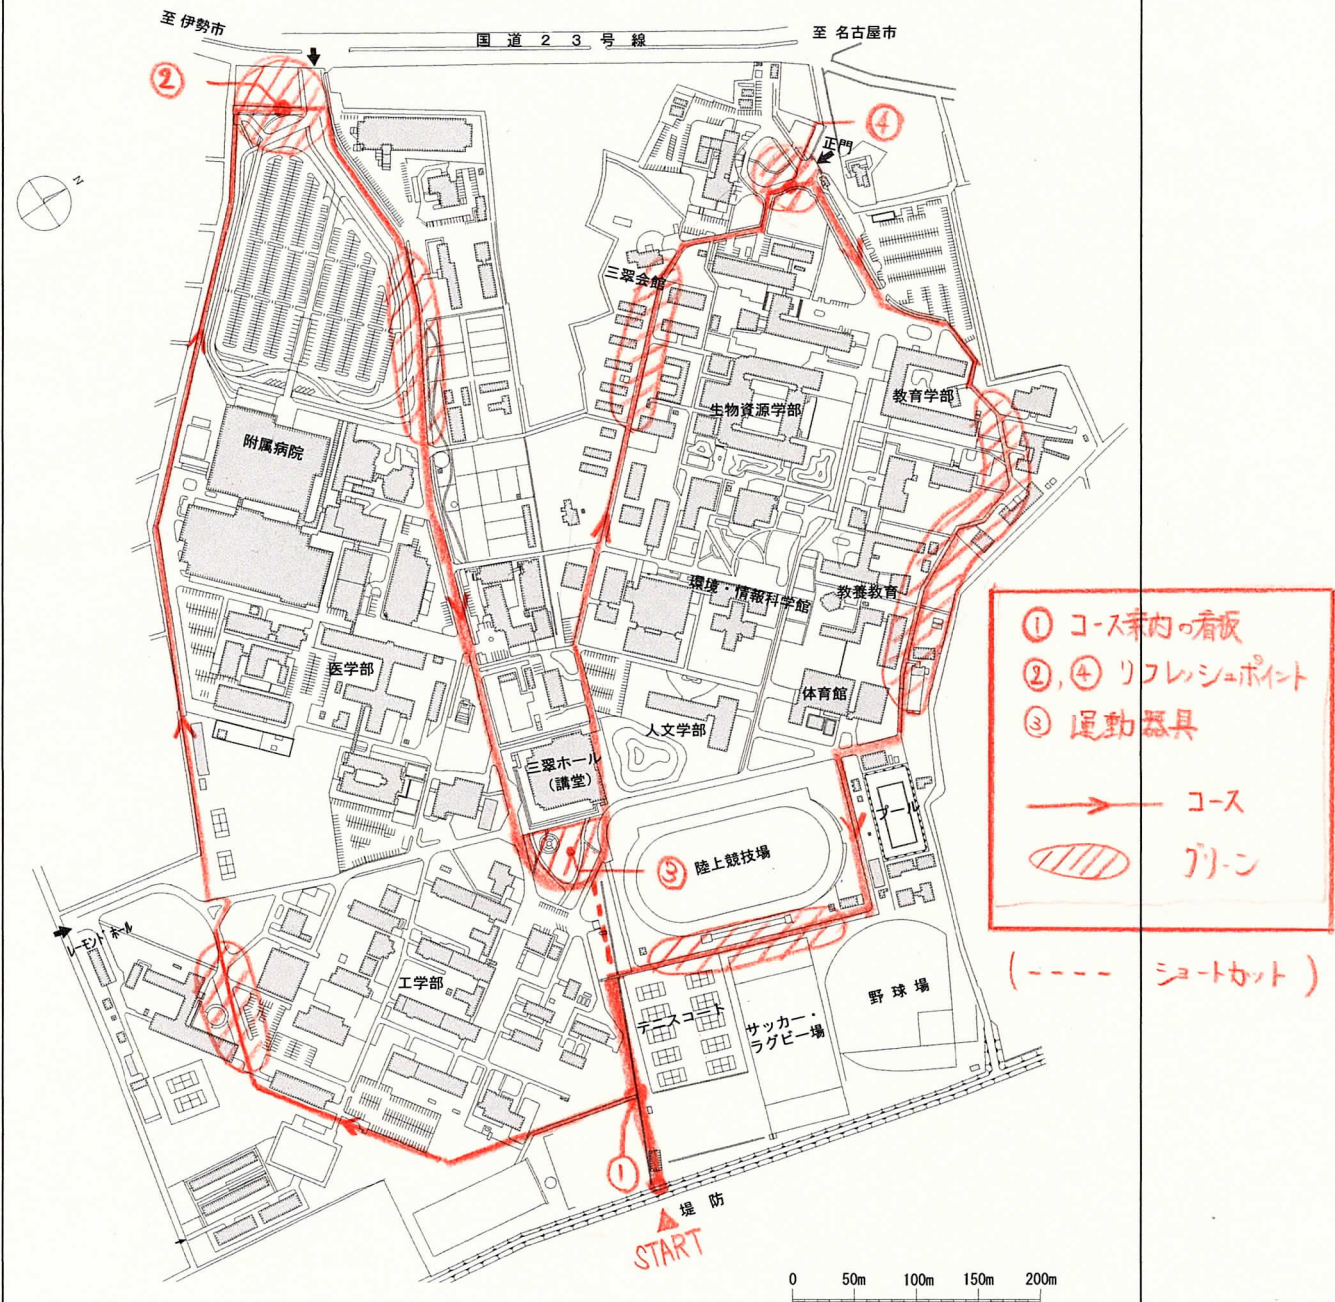 至 伊勢市
国道23号線
至 名古屋市
②
④
正門
N
三翠会館
教育学部
生物資源学部
附属病院
環境・情報科学館
教養教育
医学部
体育館
人文学部
三翠ホール
(講堂)
プール
③
陸上競技場
レーモンドホール
工学部
テニスコート
サッカー・
ラグビー場
野球場
①
堤防
START
① コース案内の看板
②,④ リフレッシュポイント
③ 運動器具
コース
グリーン
(---- ショートカット)
0 50m 100m 150m 200m